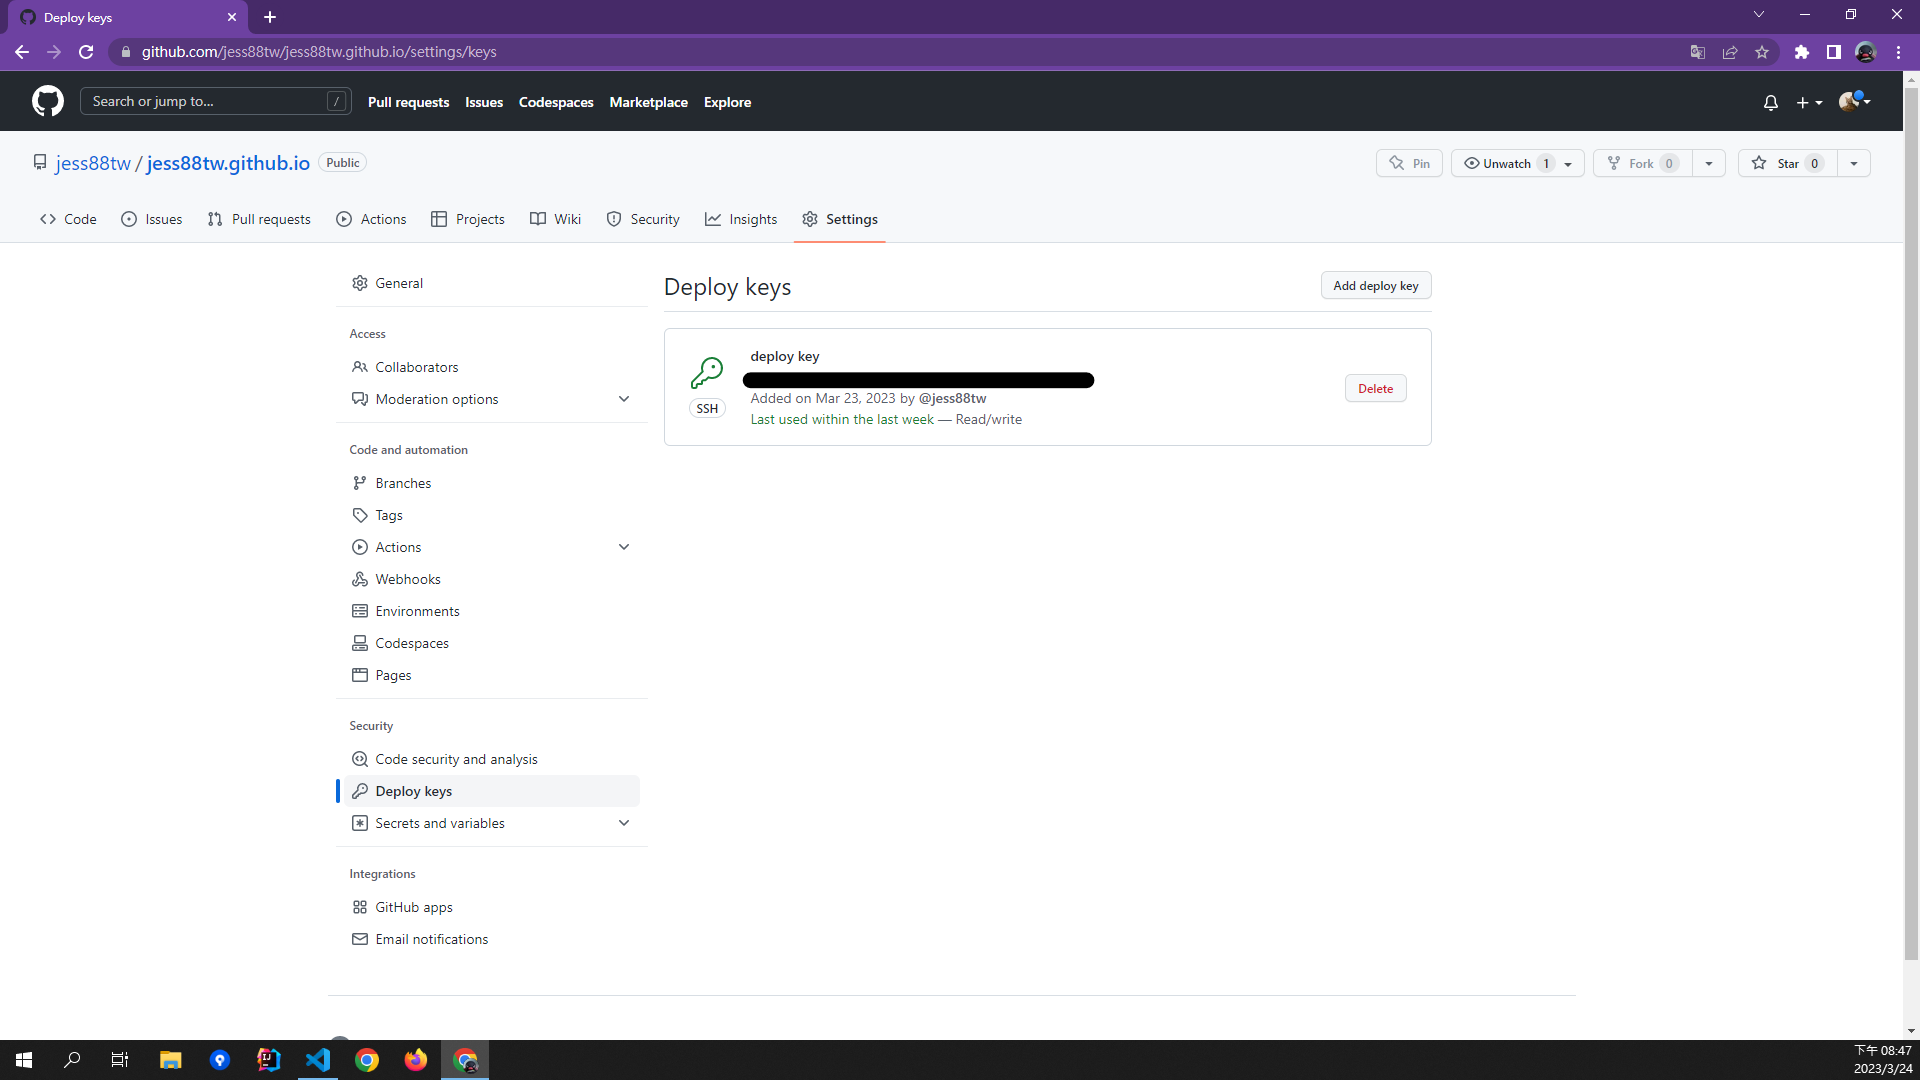 Deploy keys
github.com/jess88tw/jess88tw.github.io/settings/keys
Search or jump to... /
Pull requests Issues Codespaces Marketplace Explore
jess88tw / jess88tw.github.io Public
Pin Unwatch 1 Fork 0 Star 0
Code Issues Pull requests Actions Projects Wiki Security Insights Settings
General
Access
Collaborators
Moderation options
Code and automation
Branches
Tags
Actions
Webhooks
Environments
Codespaces
Pages
Security
Code security and analysis
Deploy keys
Secrets and variables
Integrations
GitHub apps
Email notifications
Deploy keys
Add deploy key
deploy key
SSH
Added on Mar 23, 2023 by @jess88tw
Last used within the last week — Read/write
Delete
下午 08:47
2023/3/24